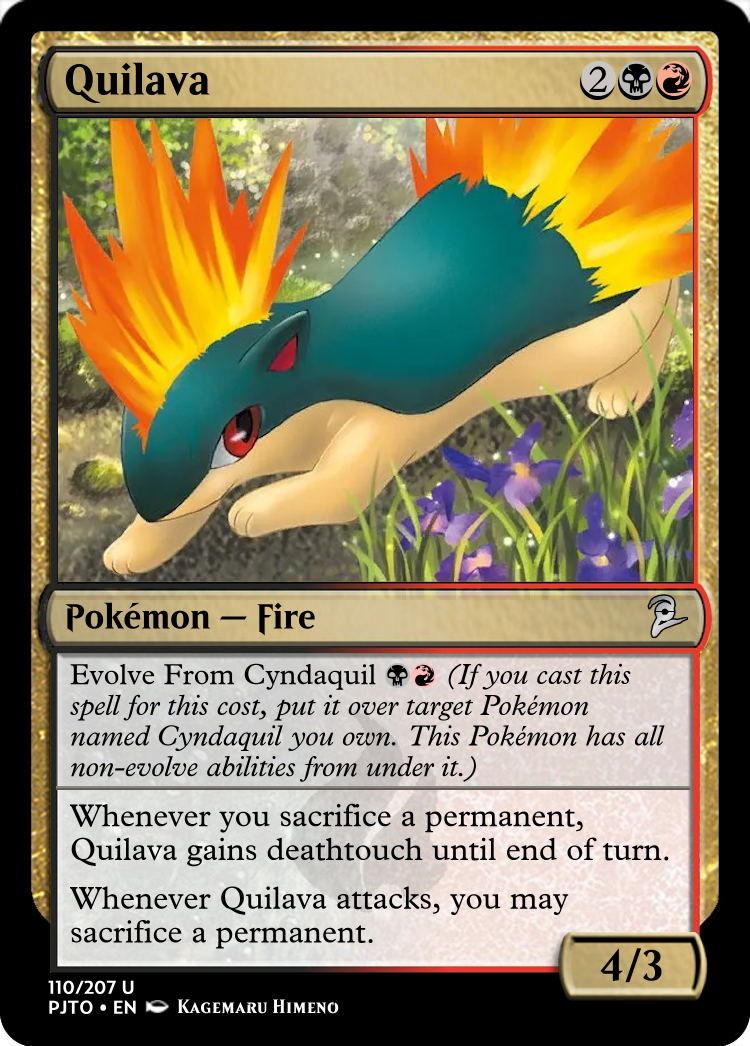 Quilava 2
Pokémon — Fire
Evolve From Cyndaquil (If you cast this
spell for this cost, put it over target Pokémon
named Cyndaquil you own. This Pokémon has all
non-evolve abilities from under it.)
Whenever you sacrifice a permanent,
Quilava gains deathtouch until end of turn.
Whenever Quilava attacks, you may
sacrifice a permanent.
4/3
110/207 U
PJTO • EN Kagemaru Himeno